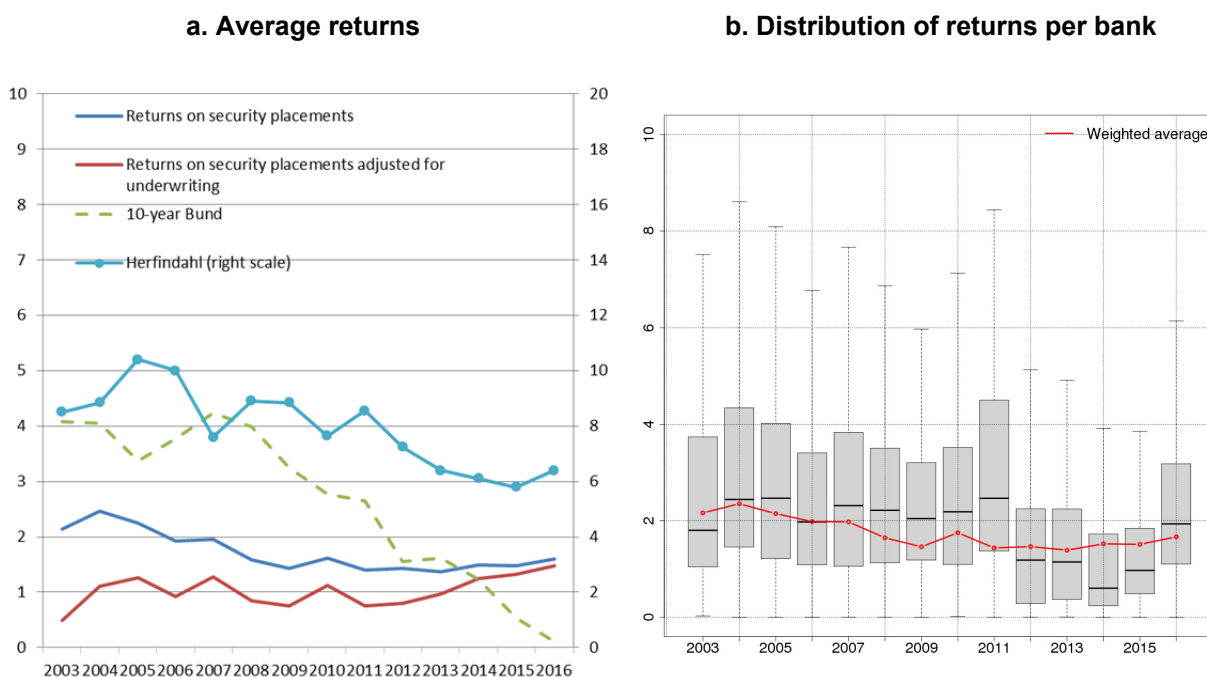 a. Average returns
b. Distribution of returns per bank
10
9
8
7
6
5
4
3
2
1
0
Returns on security placements
Returns on security placements adjusted for
underwriting
10-year Bund
Herfindahl (right scale)
20
18
16
14
12
10
8
6
4
2
0
2003 2004 2005 2006 2007 2008 2009 2010 2011 2012 2013 2014 2015 2016
Weighted average
10
8
6
4
2
0
2003 2005 2007 2009 2011 2013 2015